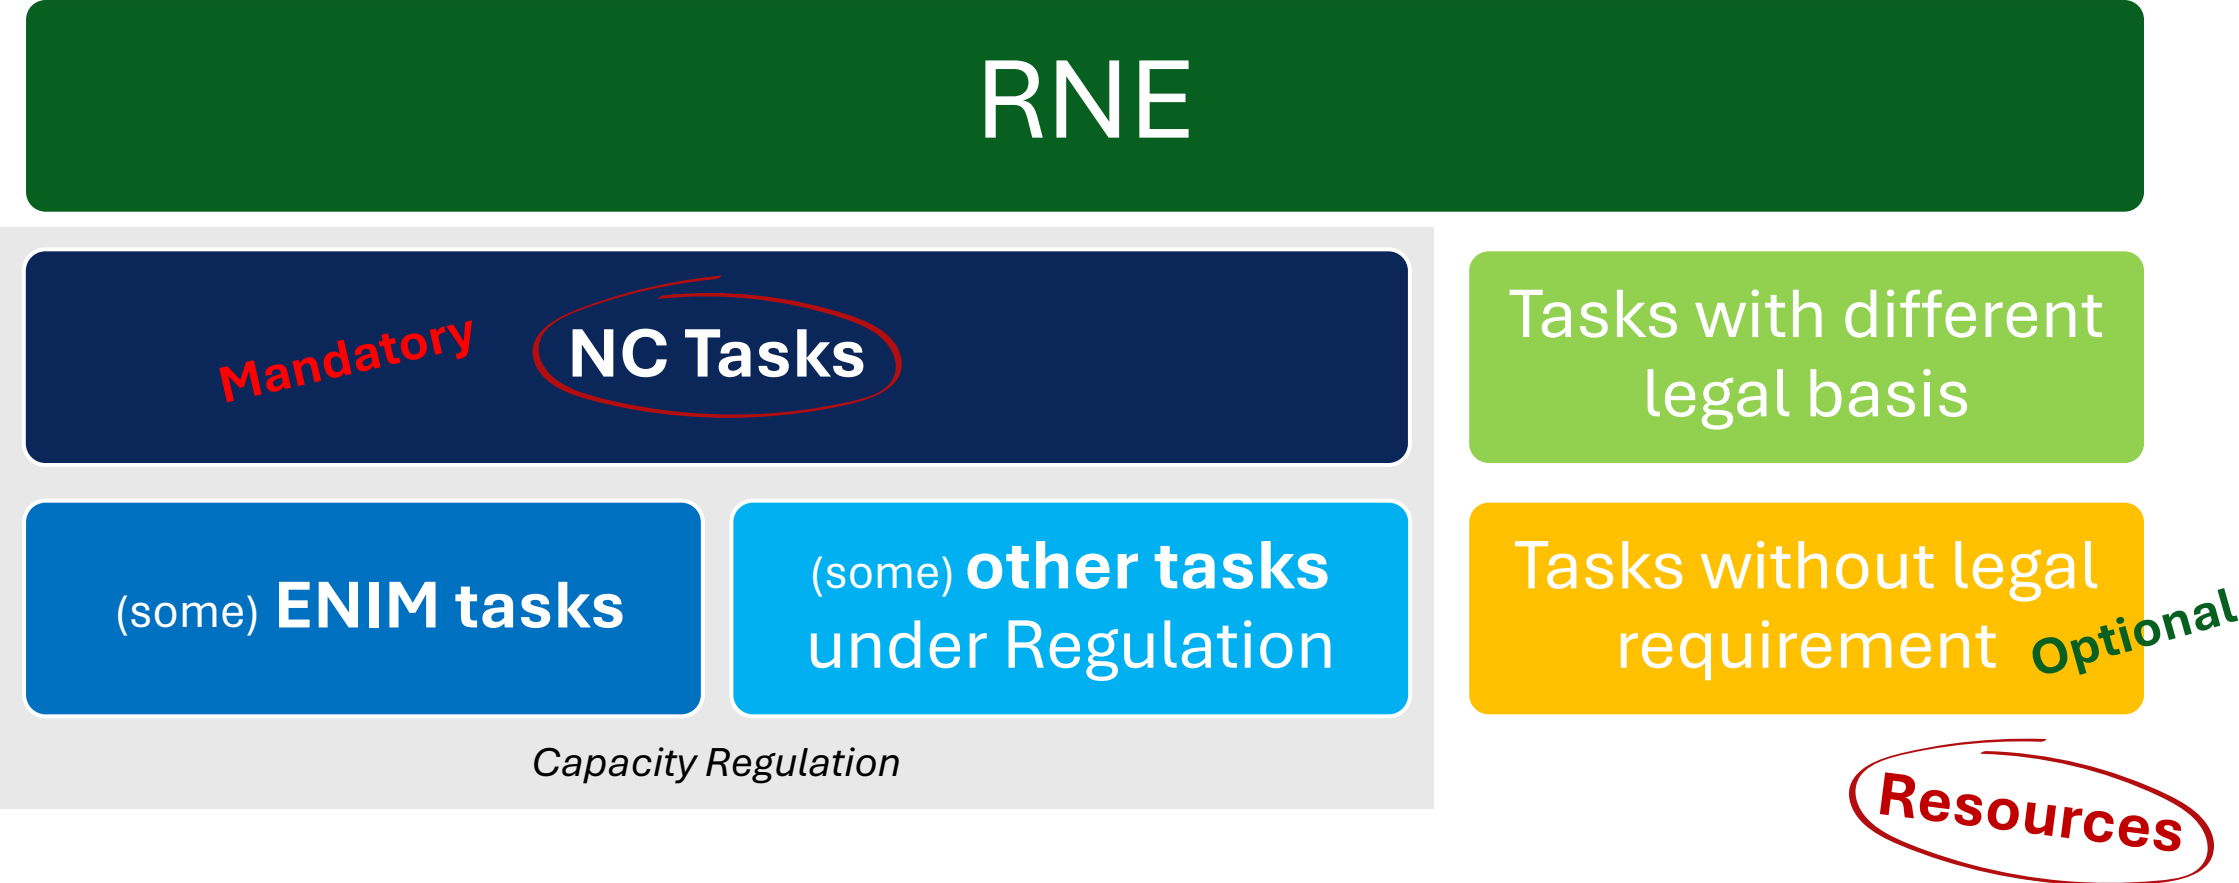 RNE
Mandatory
NC Tasks
Tasks with different
legal basis
(some) ENIM tasks
(some) other tasks
under Regulation
Tasks without legal
requirement
Optional
Capacity Regulation
Resources